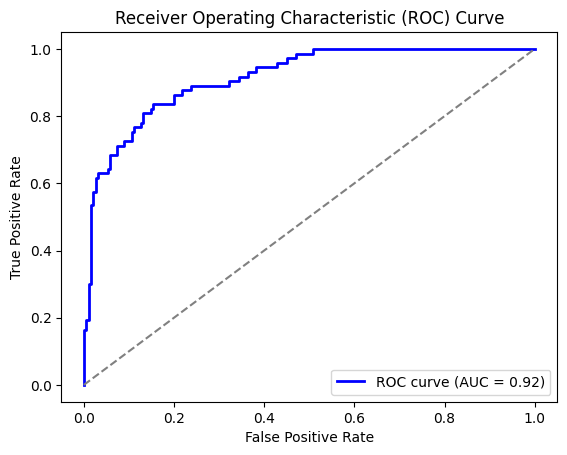 Receiver Operating Characteristic (ROC) Curve
1.0
0.8
0.6
0.4
0.2
0.0
True Positive Rate
ROC curve (AUC = 0.92)
0.0 0.2 0.4 0.6 0.8 1.0
False Positive Rate